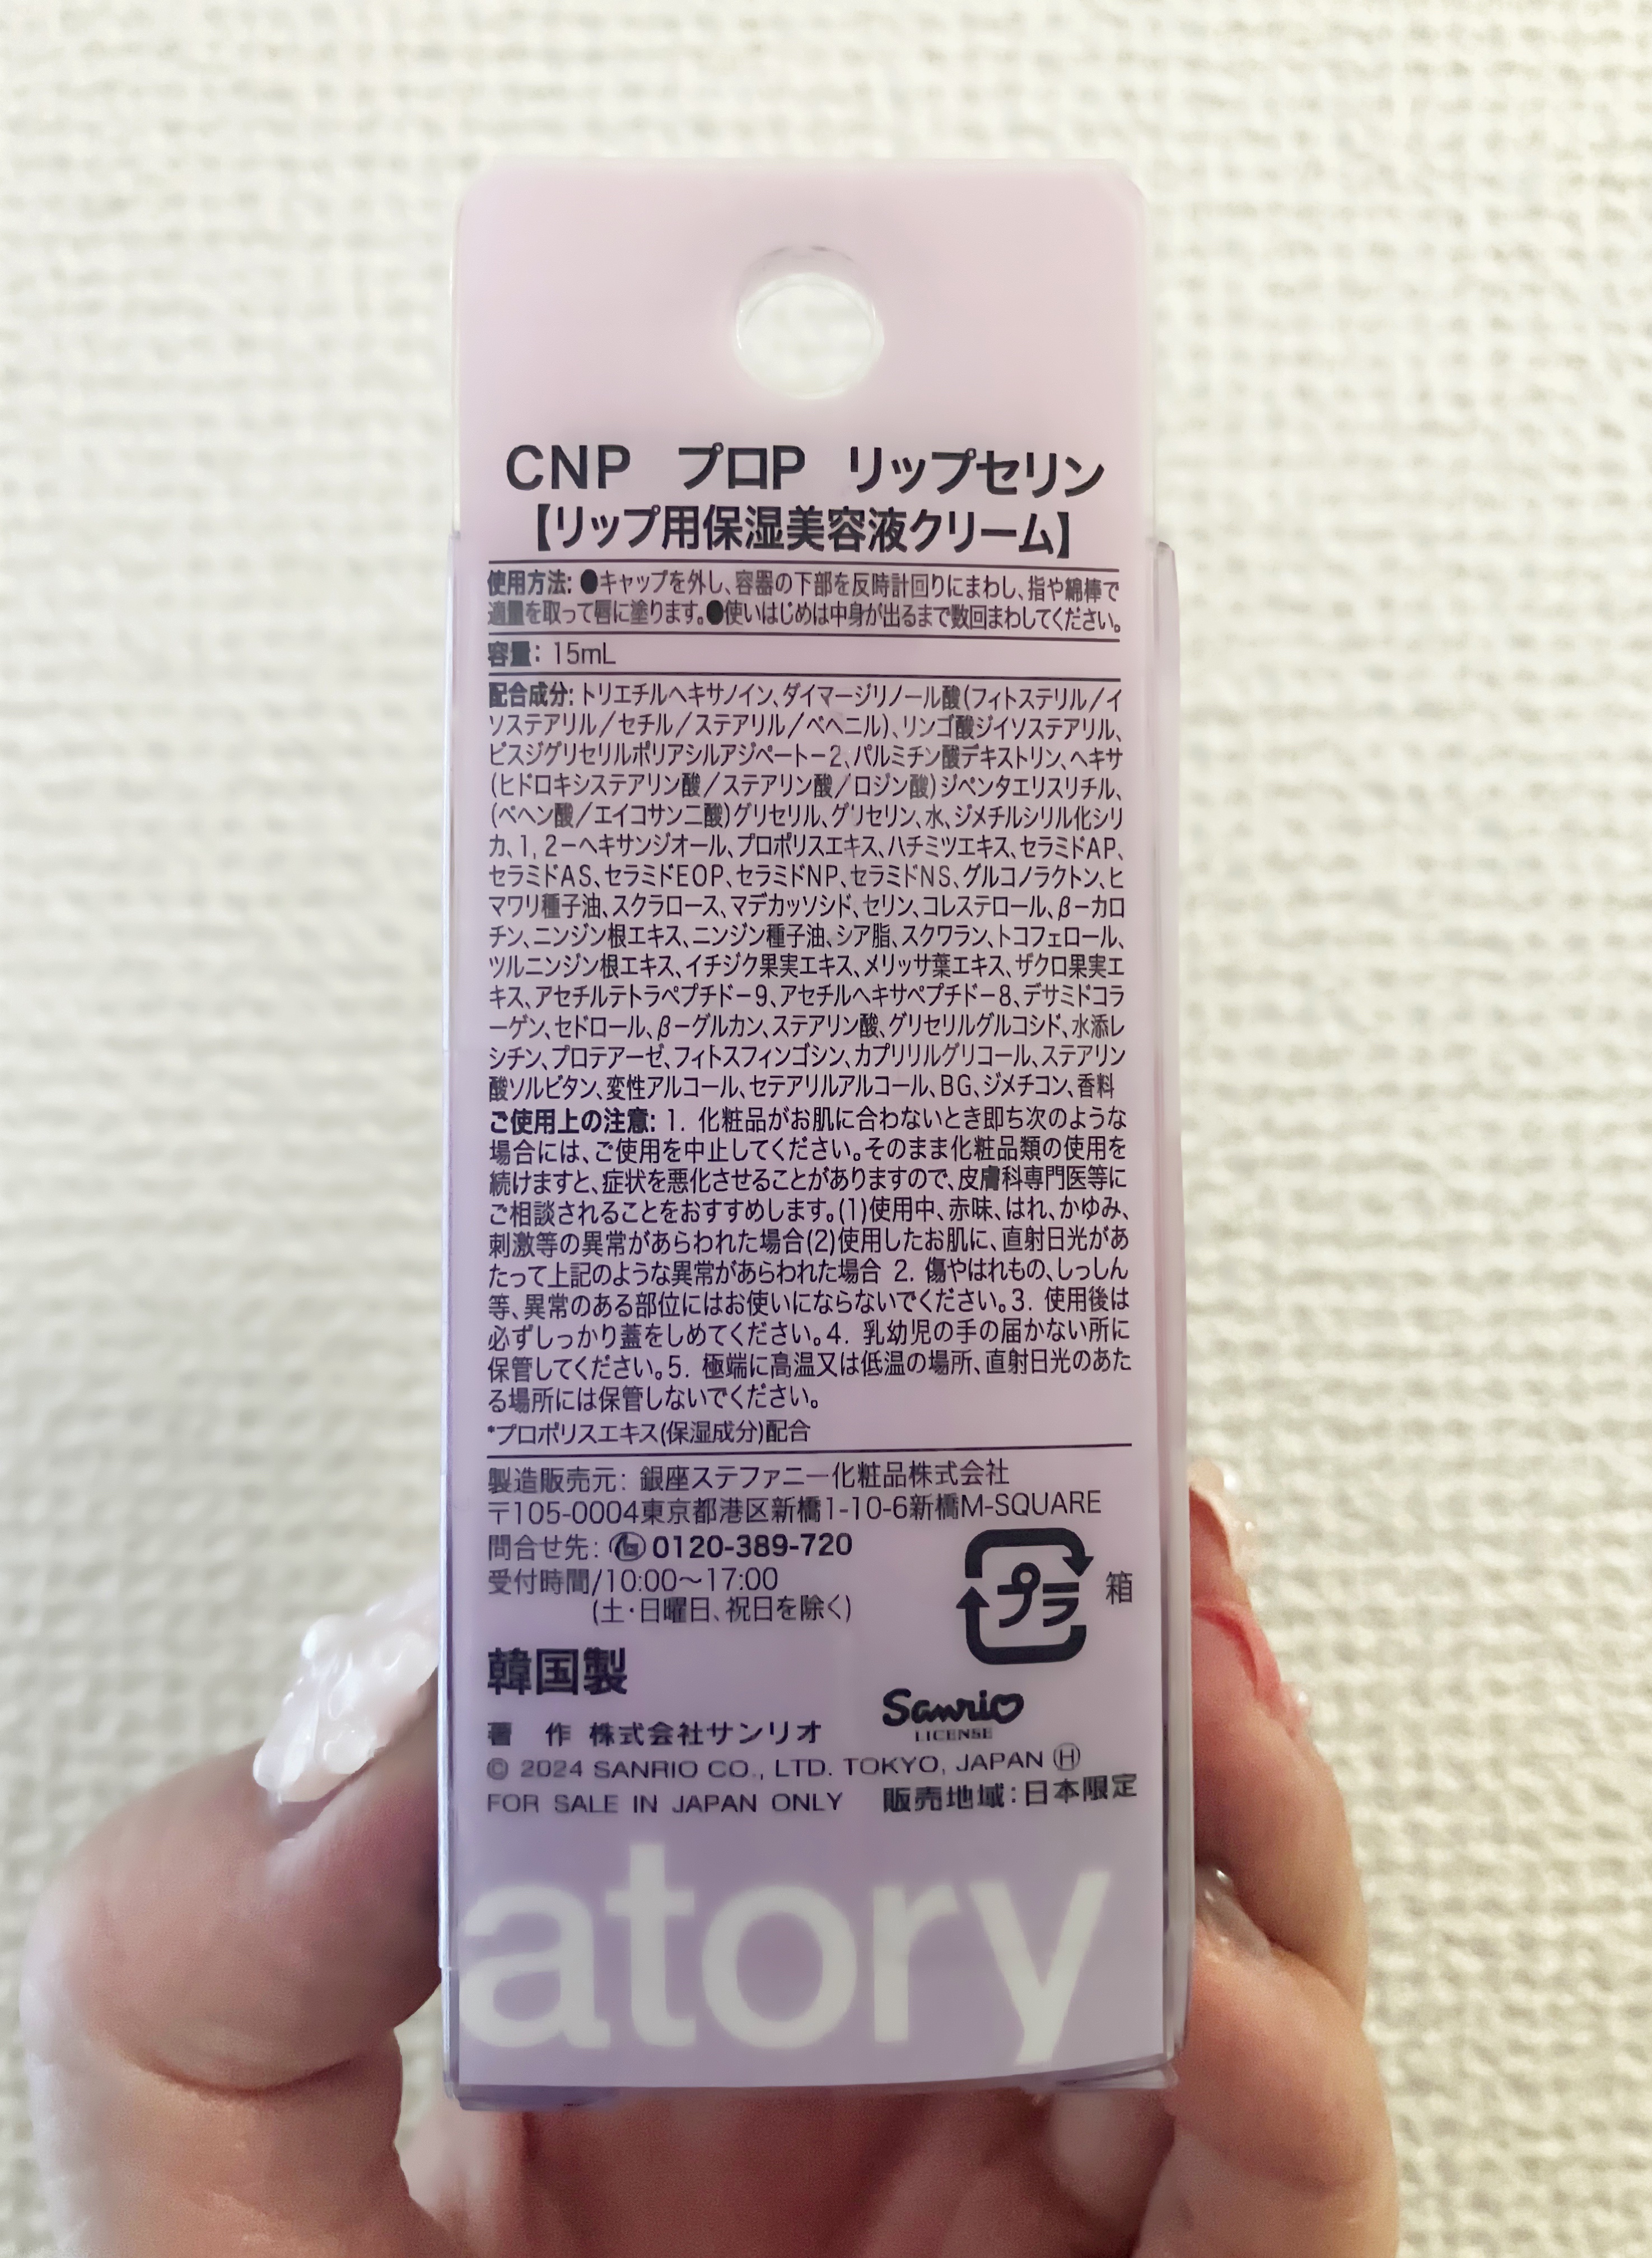 CNP プロP リップセリン
【リップ用保湿美容液クリーム】
使用方法: ●キャップを外し、容器の下部を反時計回りにまわし、指や綿棒で
適量を取って唇に塗ります。●使いはじめは中身が出るまで数回まわしてください。
容量: 15mL
配合成分: トリエチルヘキサノイン、ダイマージリノール酸(フィトステリル/イ
ソステアリル/セチル/ステアリル/ベヘニル)、リンゴ酸ジイソステアリル、
ビスジグリセリルポリアシルアジペート−2、パルミチン酸デキストリン、ヘキサ
(ヒドロキシステアリン酸/ステアリン酸/ロジン酸)ジペンタエリスリチル、
(ベヘン酸/エイコサン二酸)グリセリル、グリセリン、水、ジメチルシリル化シリ
カ、1, 2−ヘキサンジオール、プロポリスエキス、ハチミツエキス、セラミドAP、
セラミドAS、セラミドEOP、セラミドNP、セラミドNS、グルコノラクトン、ヒ
マワリ種子油、スクラロース、マデカッソシド、セリン、コレステロール、β−カロ
チン、ニンジン根エキス、ニンジン種子油、シア脂、スクワラン、トコフェロール、
ツルニンジン根エキス、イチジク果実エキス、メリッサ葉エキス、ザクロ果実エ
キス、アセチルテトラペプチド−9、アセチルヘキサペプチド−8、デサミドコラ
ーゲン、セドロール、β−グルカン、ステアリン酸、グリセリルグルコシド、水添レ
シチン、プロテアーゼ、フィトスフィンゴシン、カプリリルグリコール、ステアリン
酸ソルビタン、変性アルコール、セテアリルアルコール、BG、ジメチコン、香料
ご使用上の注意: 1. 化粧品がお肌に合わないとき即ち次のような
場合には、ご使用を中止してください。そのまま化粧品類の使用を
続けますと、症状を悪化させることがありますので、皮膚科専門医等に
ご相談されることをおすすめします。(1)使用中、赤味、はれ、かゆみ、
刺激等の異常があらわれた場合(2)使用したお肌に、直射日光があ
たって上記のような異常があらわれた場合 2. 傷やはれもの、しっしん
等、異常のある部位にはお使いにならないでください。3. 使用後は
必ずしっかり蓋をしめてください。4. 乳幼児の手の届かない所に
保管してください。5. 極端に高温又は低温の場所、直射日光のあた
る場所には保管しないでください。
*プロポリスエキス(保湿成分)配合
製造販売元: 銀座ステファニー化粧品株式会社
〒105-0004東京都港区新橋1-10-6新橋M-SQUARE
問合せ先: 0120-389-720
受付時間/10:00〜17:00
(土・日曜日、祝日を除く)
プラ 箱
韓国製
Sanrio
LICENSE
著 作 株式会社サンリオ
© 2024 SANRIO CO., LTD. TOKYO, JAPAN Ⓗ
FOR SALE IN JAPAN ONLY 販売地域:日本限定
atory